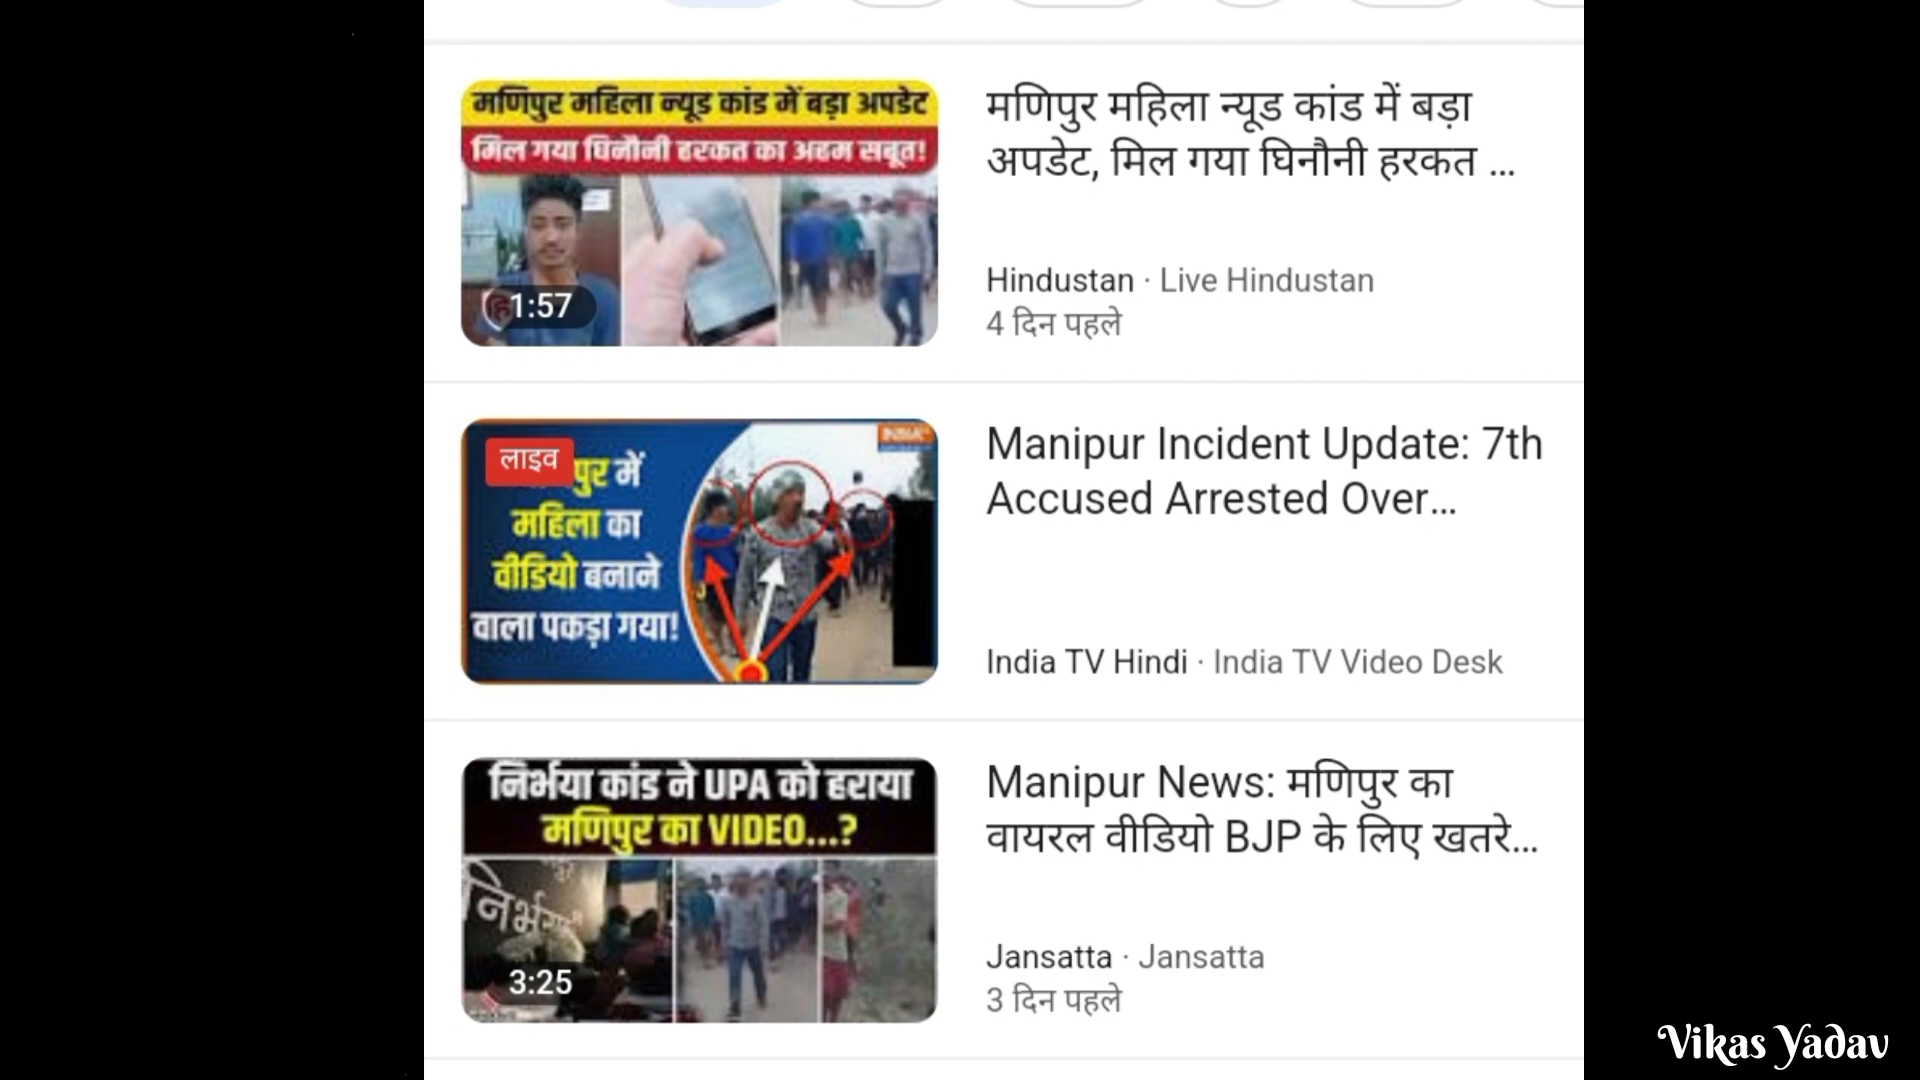 मणिपुर महिला न्यूड कांड में बड़ा अपडेट
मिल गया घिनौनी हरकत का अहम सबूत!
हि
1:57
मणिपुर महिला न्यूड कांड में बड़ा
अपडेट, मिल गया घिनौनी हरकत ...
Hindustan · Live Hindustan
4 दिन पहले
लाइव
पुर में
महिला का
वीडियो बनाने
वाला पकड़ा गया!
Manipur Incident Update: 7th
Accused Arrested Over...
India TV Hindi · India TV Video Desk
निर्भया कांड ने UPA को हराया
मणिपुर का VIDEO...?
3:25
Manipur News: मणिपुर का
वायरल वीडियो BJP के लिए खतरे...
Jansatta · Jansatta
3 दिन पहले
Vikas Yadav